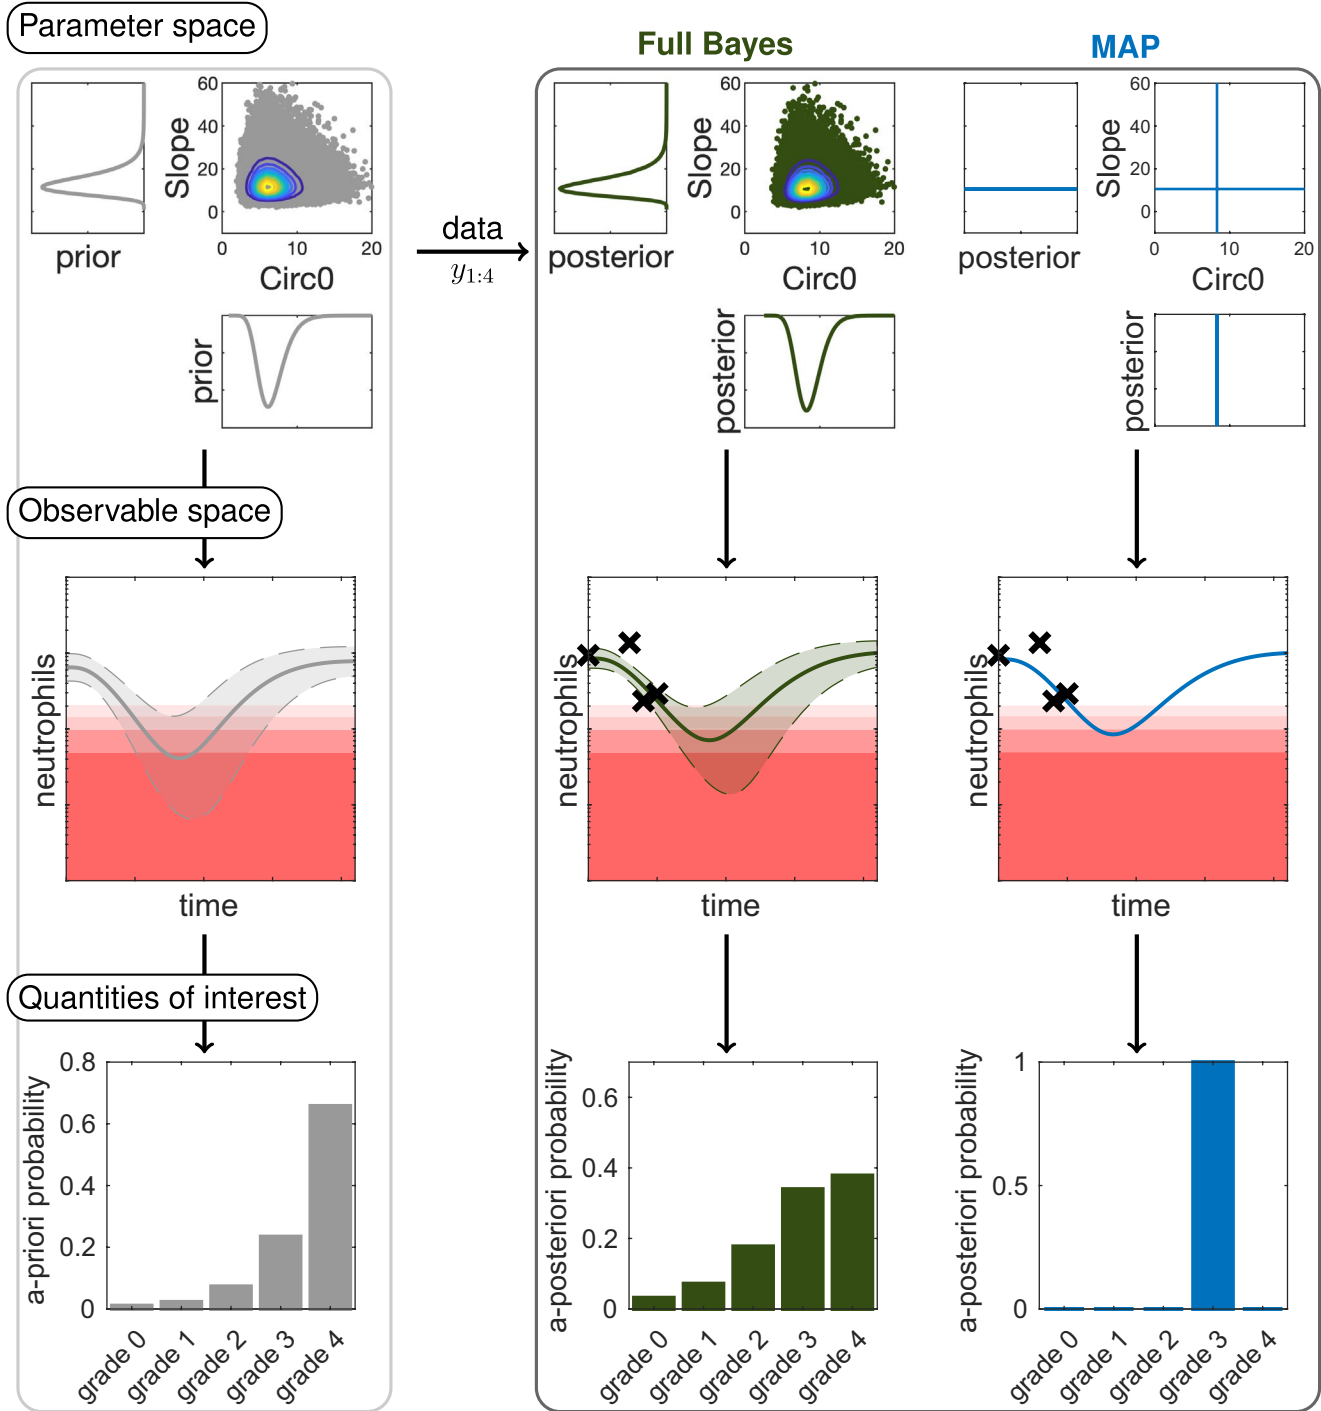 Parameter space
Full Bayes
MAP
60
40
20
0
Slope
0
10
20
Circ0
prior
prior
data
y1:4
60
40
20
0
Slope
0
10
20
Circ0
posterior
posterior
60
40
20
0
Slope
0
10
20
Circ0
posterior
posterior
Observable space
neutrophils
time
neutrophils
time
neutrophils
time
Quantities of interest
a-priori probability
0.8
0.6
0.4
0.2
0
grade 0
grade 1
grade 2
grade 3
grade 4
a-posteriori probability
0.6
0.4
0.2
0
grade 0
grade 1
grade 2
grade 3
grade 4
a-posteriori probability
1
0.5
0
grade 0
grade 1
grade 2
grade 3
grade 4